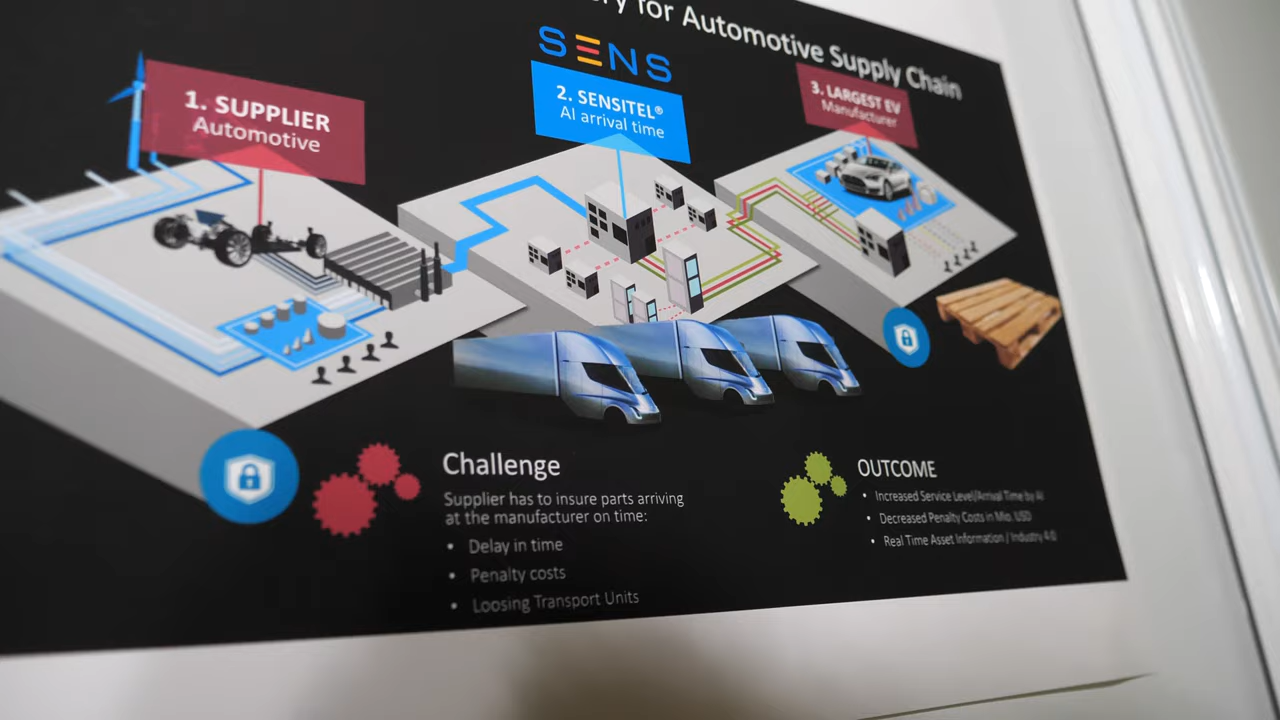 for Automotive Supply Chain
SENS
1. SUPPLIER
Automotive
2. SENSITEL®
AI arrival time
3. LARGEST EV
Manufacturer
Challenge
Supplier has to insure parts arriving
at the manufacturer on time:
• Delay in time
• Penalty costs
• Loosing Transport Units
OUTCOME
• Increased Service Level/Arrival Time by AI
• Decreased Penalty Costs in Mio. USD
• Real Time Asset Information / Industry 4.0